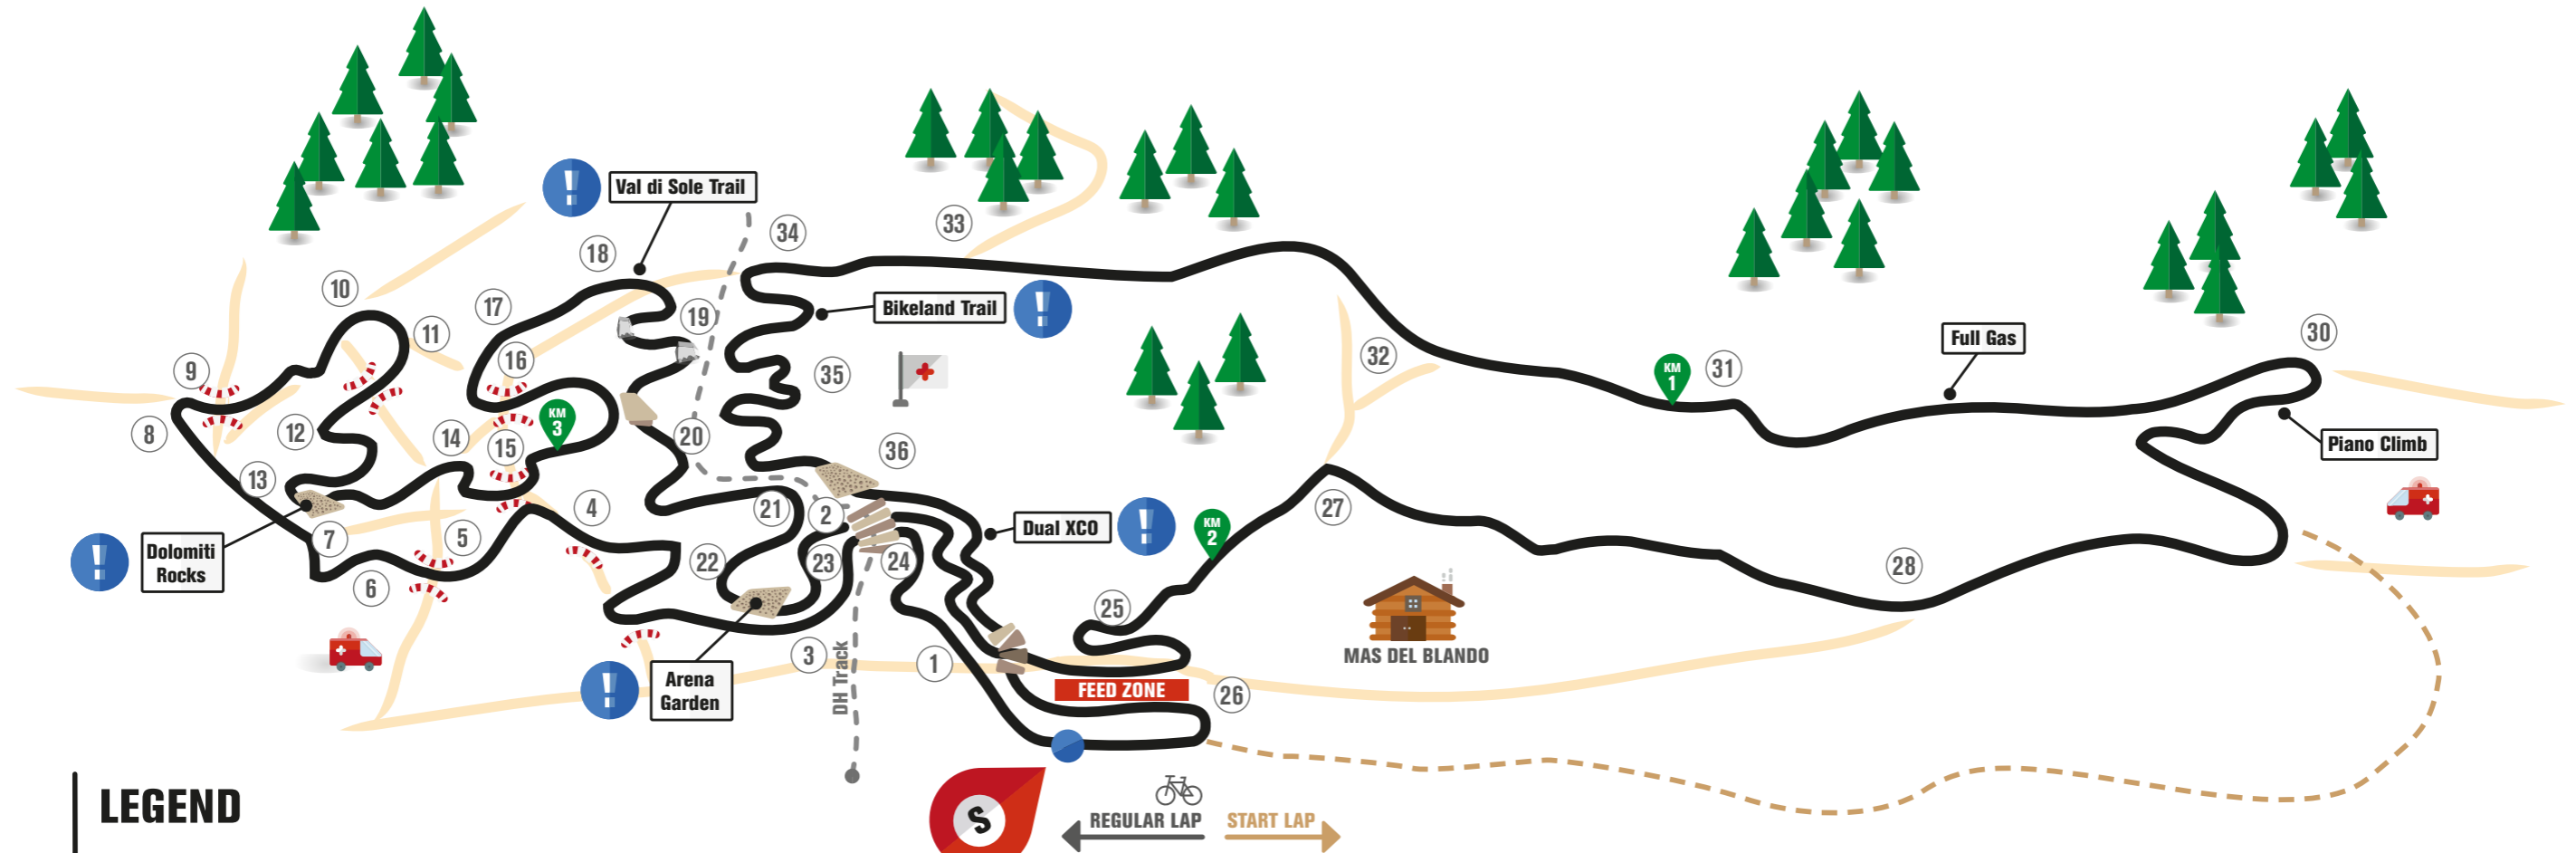 Val di Sole Trail
34
33
18
10
17
Bikeland Trail
19
11
Full Gas
30
32
KM
1
31
16
9
35
KM
3
8
12
14
15
20
36
Piano Climb
13
4
21
2
27
KM
2
Dual XCO
7
5
Dolomiti
Rocks
22
23
24
28
6
25
MAS DEL BLANDO
3
1
DH Track
Arena
Garden
FEED ZONE
26
LEGEND
S
REGULAR LAP
START LAP